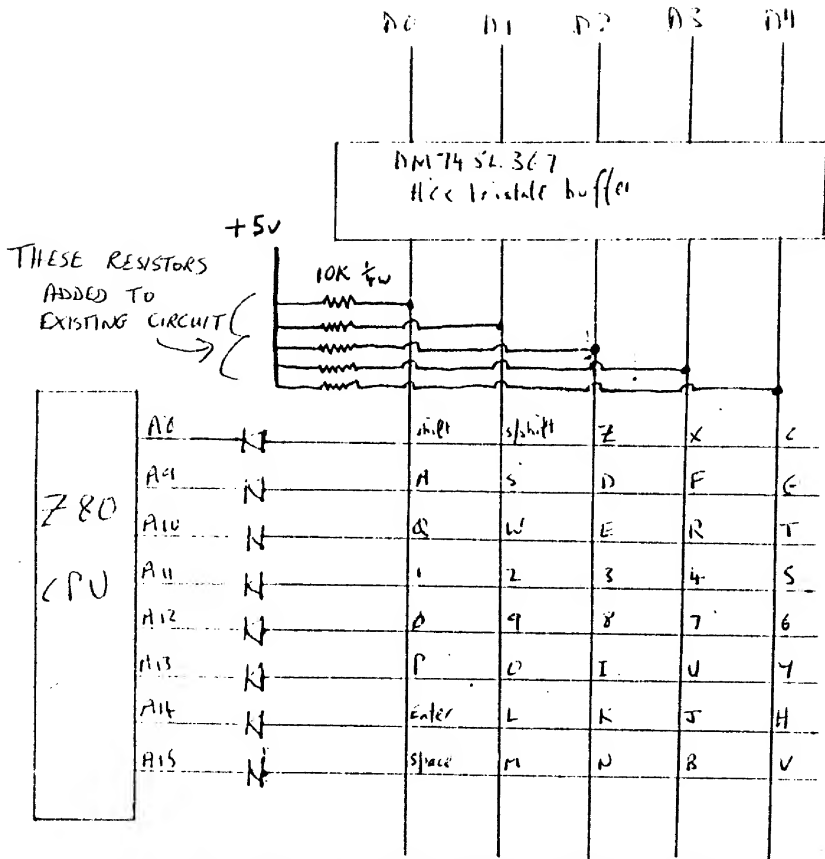 D0 D1 D2 D3 D4
DM74SL367
Hex tristate buffer
+5v
THESE RESISTORS
ADDED TO
EXISTING CIRCUIT
10K ¼w
Z80
CPU
A8 shift s/shift Z X C
A9 A S D F G
A10 Q W E R T
A11 1 2 3 4 5
A12 0 9 8 7 6
A13 P O I U Y
A14 Enter L K J H
A15 Space M N B V